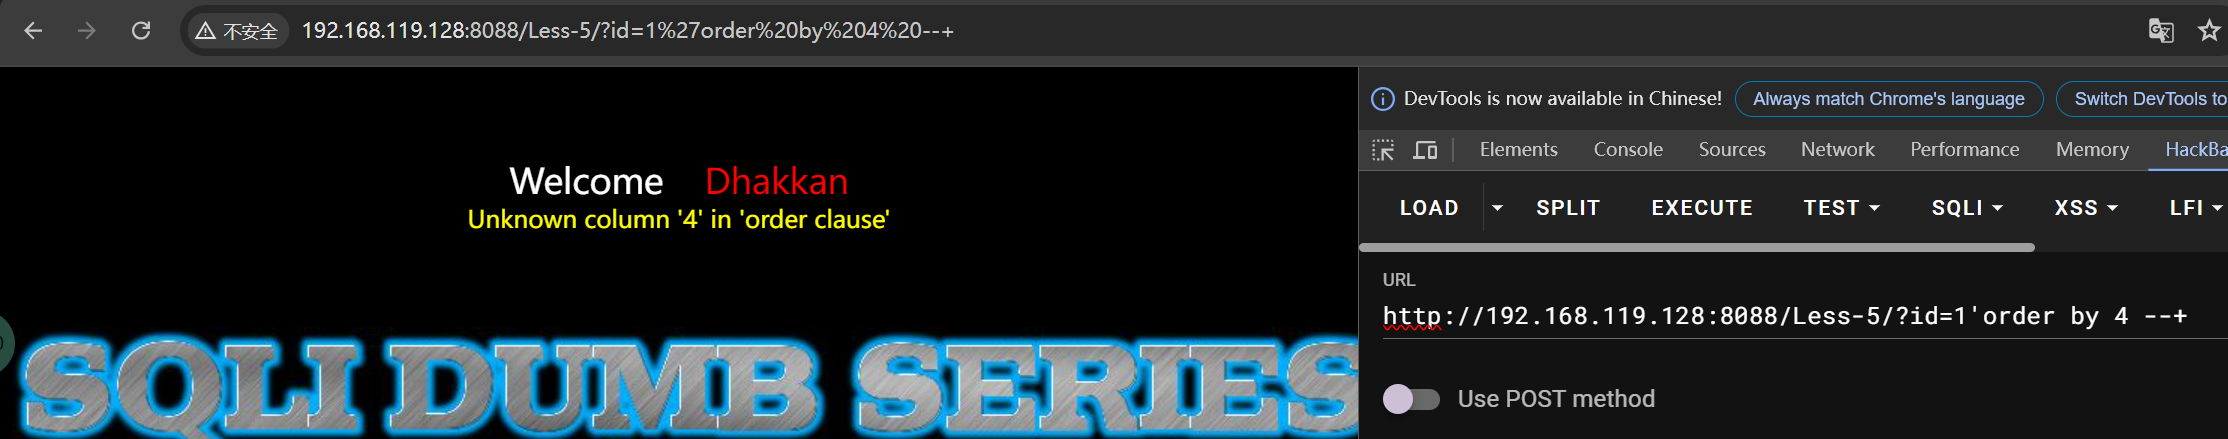 不安全 192.168.119.128:8088/Less-5/?id=1%27order%20by%204%20--+
Welcome Dhakkan
Unknown column '4' in 'order clause'
SQLI DUMB SERIES
DevTools is now available in Chinese! Always match Chrome's language Switch DevTools to
Elements Console Sources Network Performance Memory HackBa
LOAD SPLIT EXECUTE TEST SQLI XSS LFI
URL
http://192.168.119.128:8088/Less-5/?id=1'order by 4 --+
Use POST method